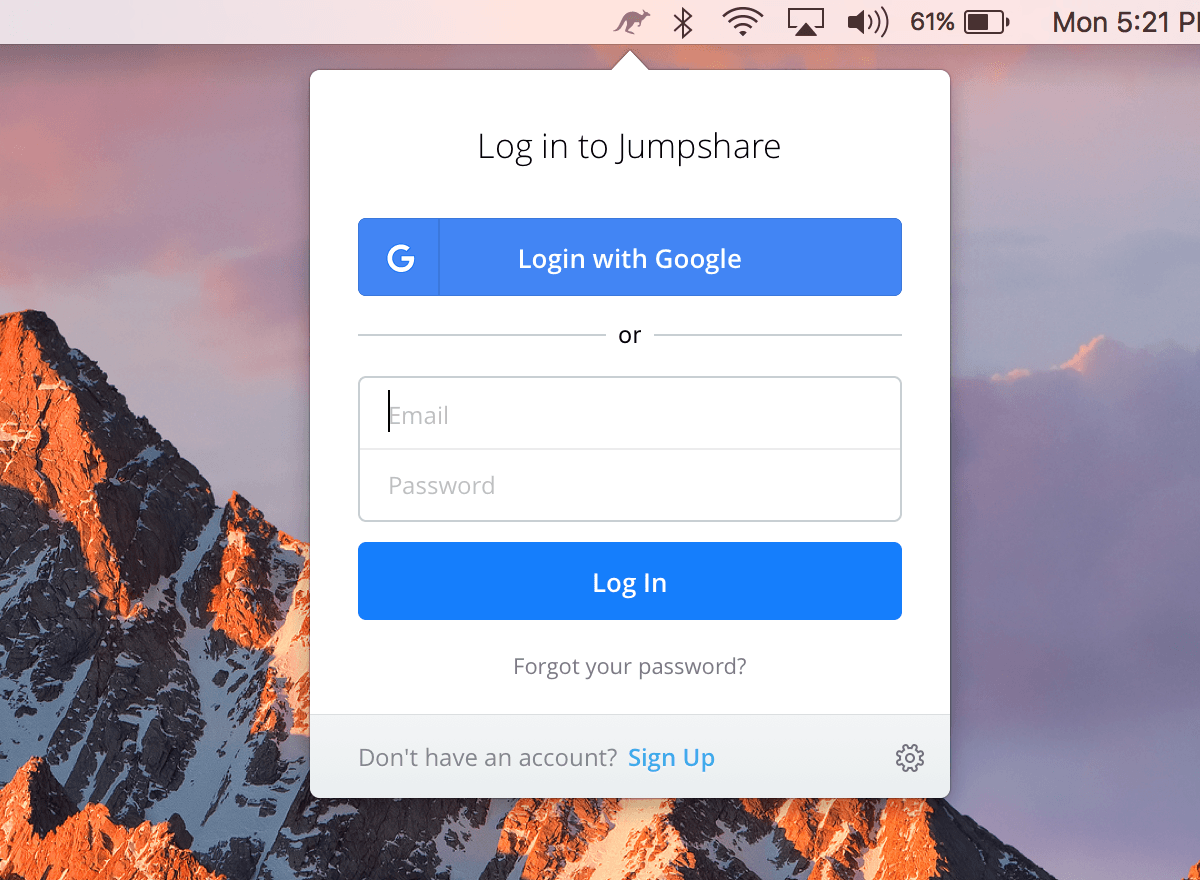 61% Mon 5:21
Log in to Jumpshare
G Login with Google
or
Email
Password
Log In
Forgot your password?
Don't have an account? Sign Up